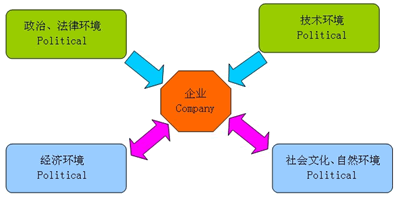 政治、法律环境
Political
技术环境
Political
企业
Company
经济环境
Political
社会文化、自然环境
Political